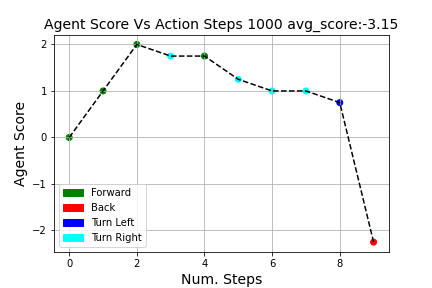 Agent Score Vs Action Steps 1000 avg_score:-3.15
Agent Score
2
1
0
−1
−2
Forward
Back
Turn Left
Turn Right
0 2 4 6 8
Num. Steps